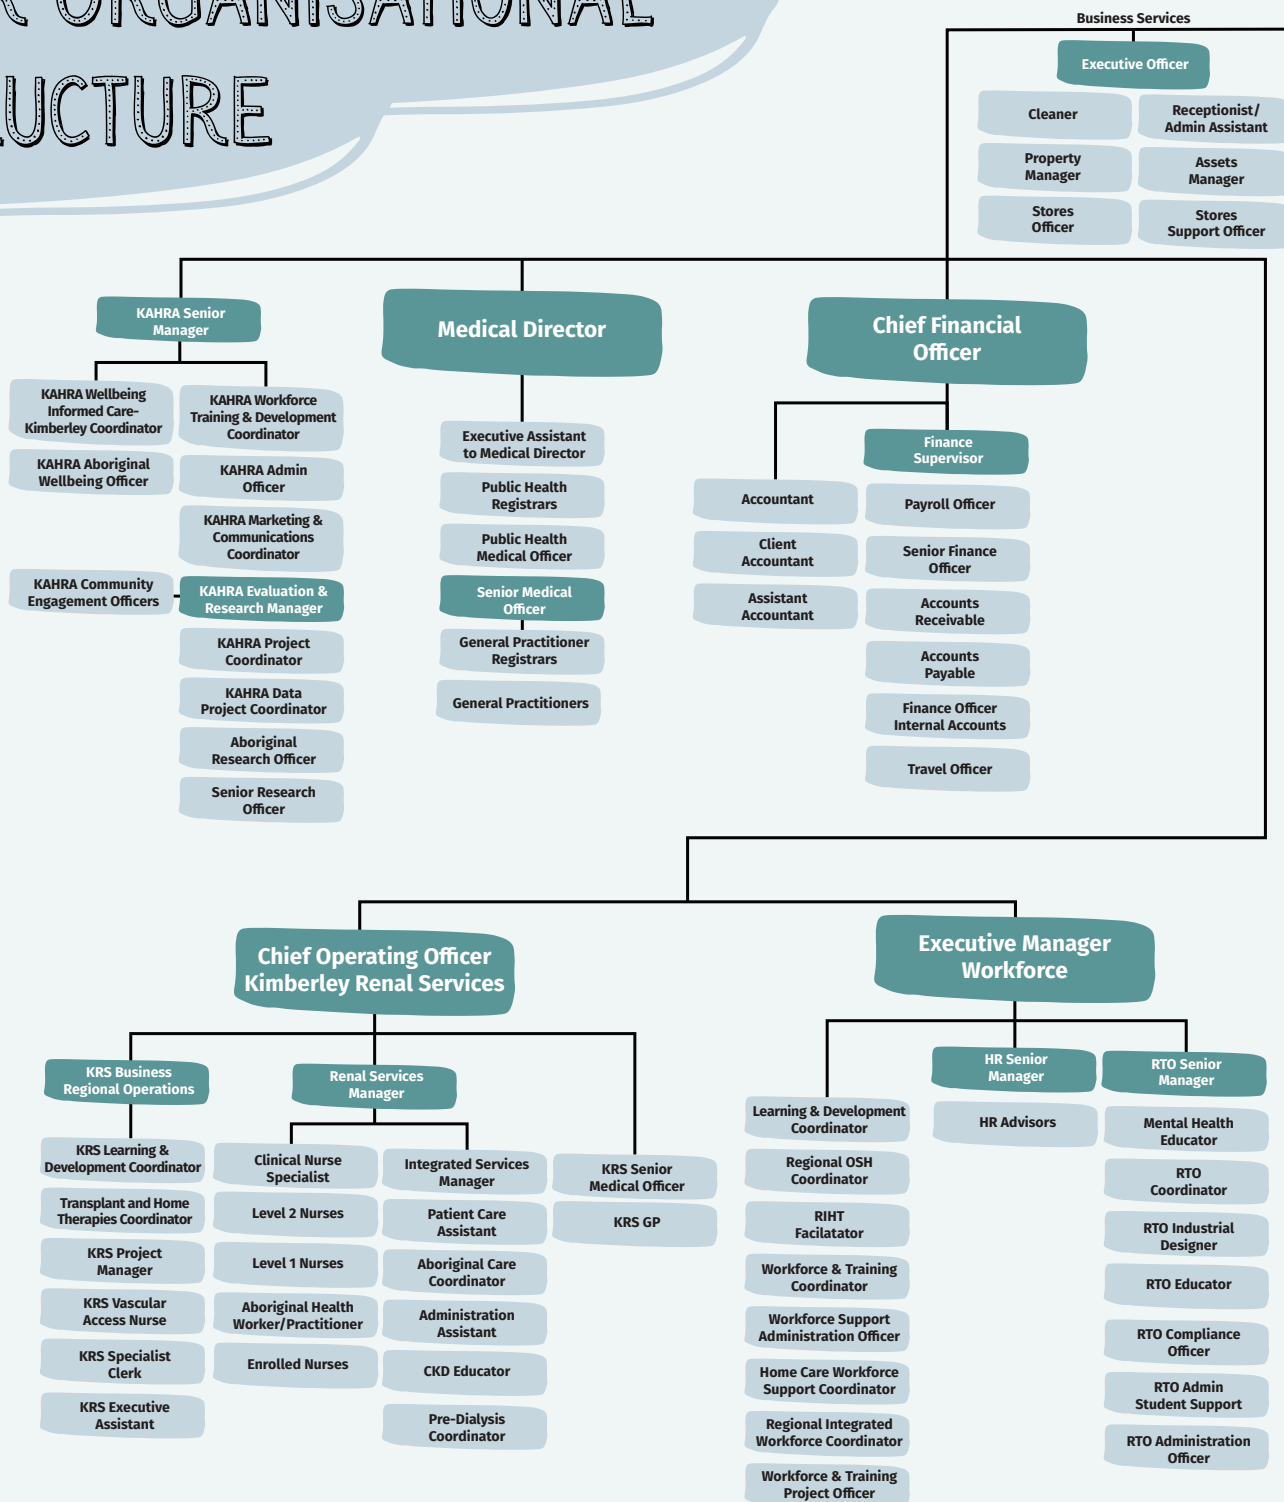 ORGANISATIONAL
UCTURE
Business Services
Executive Officer
Cleaner
Receptionist/
Admin Assistant
Property
Manager
Assets
Manager
Stores
Officer
Stores
Support Officer
KAHRA Senior
Manager
KAHRA Wellbeing
Informed Care-
Kimberley Coordinator
KAHRA Workforce
Training & Development
Coordinator
KAHRA Aboriginal
Wellbeing Officer
KAHRA Admin
Officer
KAHRA Marketing &
Communications
Coordinator
KAHRA Community
Engagement Officers
KAHRA Evaluation &
Research Manager
KAHRA Project
Coordinator
KAHRA Data
Project Coordinator
Aboriginal
Research Officer
Senior Research
Officer
Medical Director
Executive Assistant
to Medical Director
Public Health
Registrars
Public Health
Medical Officer
Senior Medical
Officer
General Practitioner
Registrars
General Practitioners
Chief Financial
Officer
Accountant
Client
Accountant
Assistant
Accountant
Finance
Supervisor
Payroll Officer
Senior Finance
Officer
Accounts
Receivable
Accounts
Payable
Finance Officer
Internal Accounts
Travel Officer
Chief Operating Officer
Kimberley Renal Services
KRS Business
Regional Operations
KRS Learning &
Development Coordinator
Transplant and Home
Therapies Coordinator
KRS Project
Manager
KRS Vascular
Access Nurse
KRS Specialist
Clerk
KRS Executive
Assistant
Renal Services
Manager
Clinical Nurse
Specialist
Level 2 Nurses
Level 1 Nurses
Aboriginal Health
Worker/Practitioner
Enrolled Nurses
Integrated Services
Manager
Patient Care
Assistant
Aboriginal Care
Coordinator
Administration
Assistant
CKD Educator
Pre-Dialysis
Coordinator
KRS Senior
Medical Officer
KRS GP
Executive Manager
Workforce
Learning & Development
Coordinator
Regional OSH
Coordinator
RIHT
Facilatator
Workforce & Training
Coordinator
Workforce Support
Administration Officer
Home Care Workforce
Support Coordinator
Regional Integrated
Workforce Coordinator
Workforce & Training
Project Officer
HR Senior
Manager
HR Advisors
RTO Senior
Manager
Mental Health
Educator
RTO
Coordinator
RTO Industrial
Designer
RTO Educator
RTO Compliance
Officer
RTO Admin
Student Support
RTO Administration
Officer